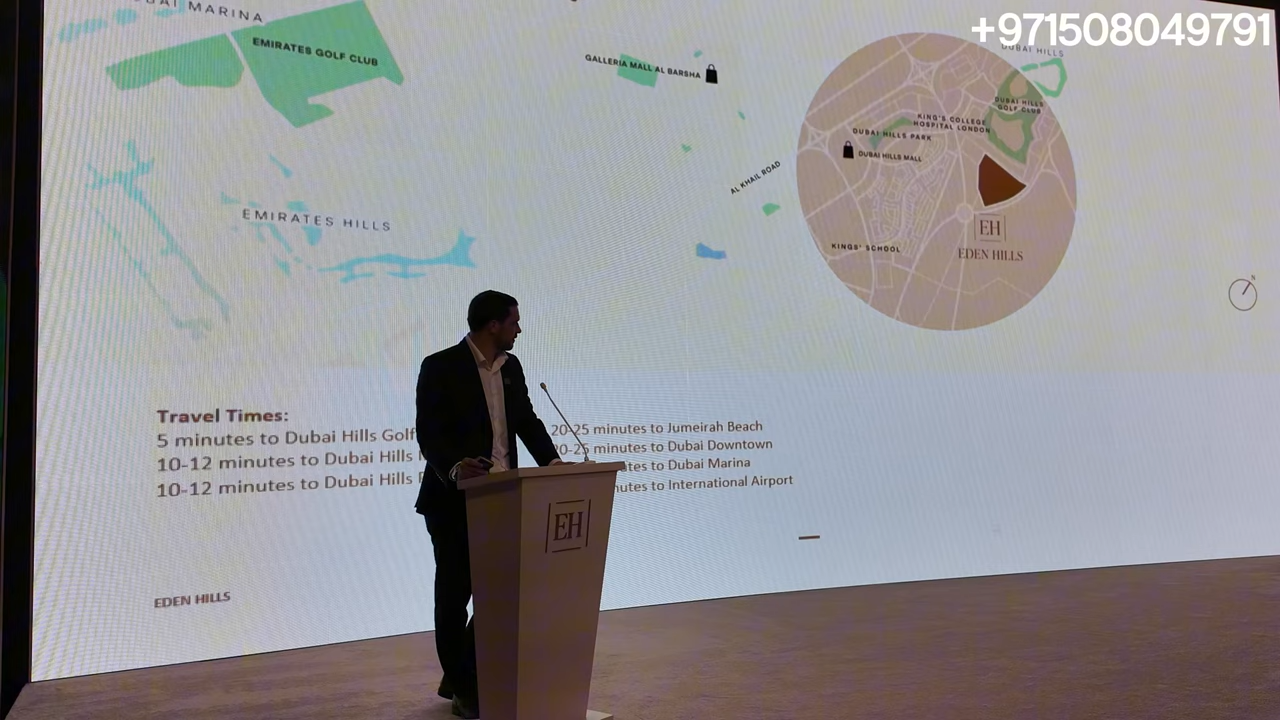 +971508049791
DUBAI MARINA
EMIRATES GOLF CLUB
GALLERIA MALL AL BARSHA
DUBAI HILLS
DUBAI HILLS
GOLF CLUB
KING'S COLLEGE
HOSPITAL LONDON
DUBAI HILLS PARK
DUBAI HILLS MALL
AL KHAIL ROAD
EMIRATES HILLS
KINGS' SCHOOL
EH
EDEN HILLS
N
Travel Times:
5 minutes to Dubai Hills Golf
10-12 minutes to Dubai Hills
10-12 minutes to Dubai Hills
20-25 minutes to Jumeirah Beach
20-25 minutes to Dubai Downtown
to Dubai Marina
to International Airport
EH
EDEN HILLS